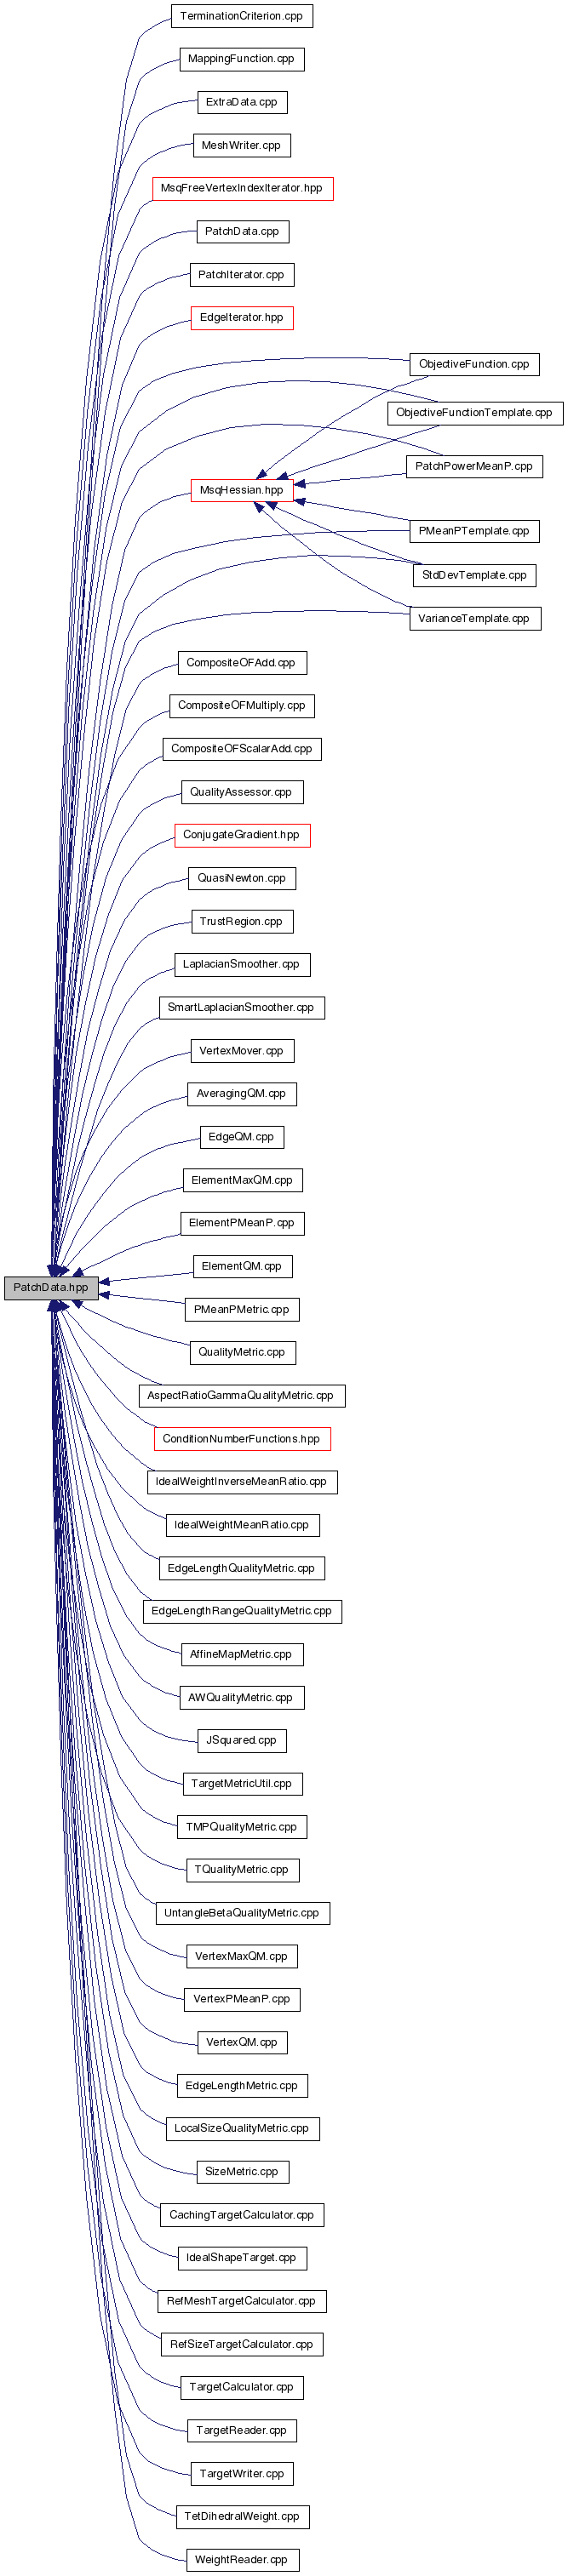 TerminationCriterion.cpp
MappingFunction.cpp
ExtraData.cpp
MeshWriter.cpp
MsqFreeVertexIndexIterator.hpp
PatchData.cpp
PatchIterator.cpp
EdgeIterator.hpp
ObjectiveFunction.cpp
ObjectiveFunctionTemplate.cpp
PatchPowerMeanP.cpp
MsqHessian.hpp
PMeanPTemplate.cpp
StdDevTemplate.cpp
VarianceTemplate.cpp
CompositeOFAdd.cpp
CompositeOFMultiply.cpp
CompositeOFScalarAdd.cpp
QualityAssessor.cpp
ConjugateGradient.hpp
QuasiNewton.cpp
TrustRegion.cpp
LaplacianSmoother.cpp
SmartLaplacianSmoother.cpp
VertexMover.cpp
AveragingQM.cpp
EdgeQM.cpp
ElementMaxQM.cpp
ElementPMeanP.cpp
ElementQM.cpp
PatchData.hpp
PMeanPMetric.cpp
QualityMetric.cpp
AspectRatioGammaQualityMetric.cpp
ConditionNumberFunctions.hpp
IdealWeightInverseMeanRatio.cpp
IdealWeightMeanRatio.cpp
EdgeLengthQualityMetric.cpp
EdgeLengthRangeQualityMetric.cpp
AffineMapMetric.cpp
AWQualityMetric.cpp
JSquared.cpp
TargetMetricUtil.cpp
TMPQualityMetric.cpp
TQualityMetric.cpp
UntangleBetaQualityMetric.cpp
VertexMaxQM.cpp
VertexPMeanP.cpp
VertexQM.cpp
EdgeLengthMetric.cpp
LocalSizeQualityMetric.cpp
SizeMetric.cpp
CachingTargetCalculator.cpp
IdealShapeTarget.cpp
RefMeshTargetCalculator.cpp
RefSizeTargetCalculator.cpp
TargetCalculator.cpp
TargetReader.cpp
TargetWriter.cpp
TetDihedralWeight.cpp
WeightReader.cpp